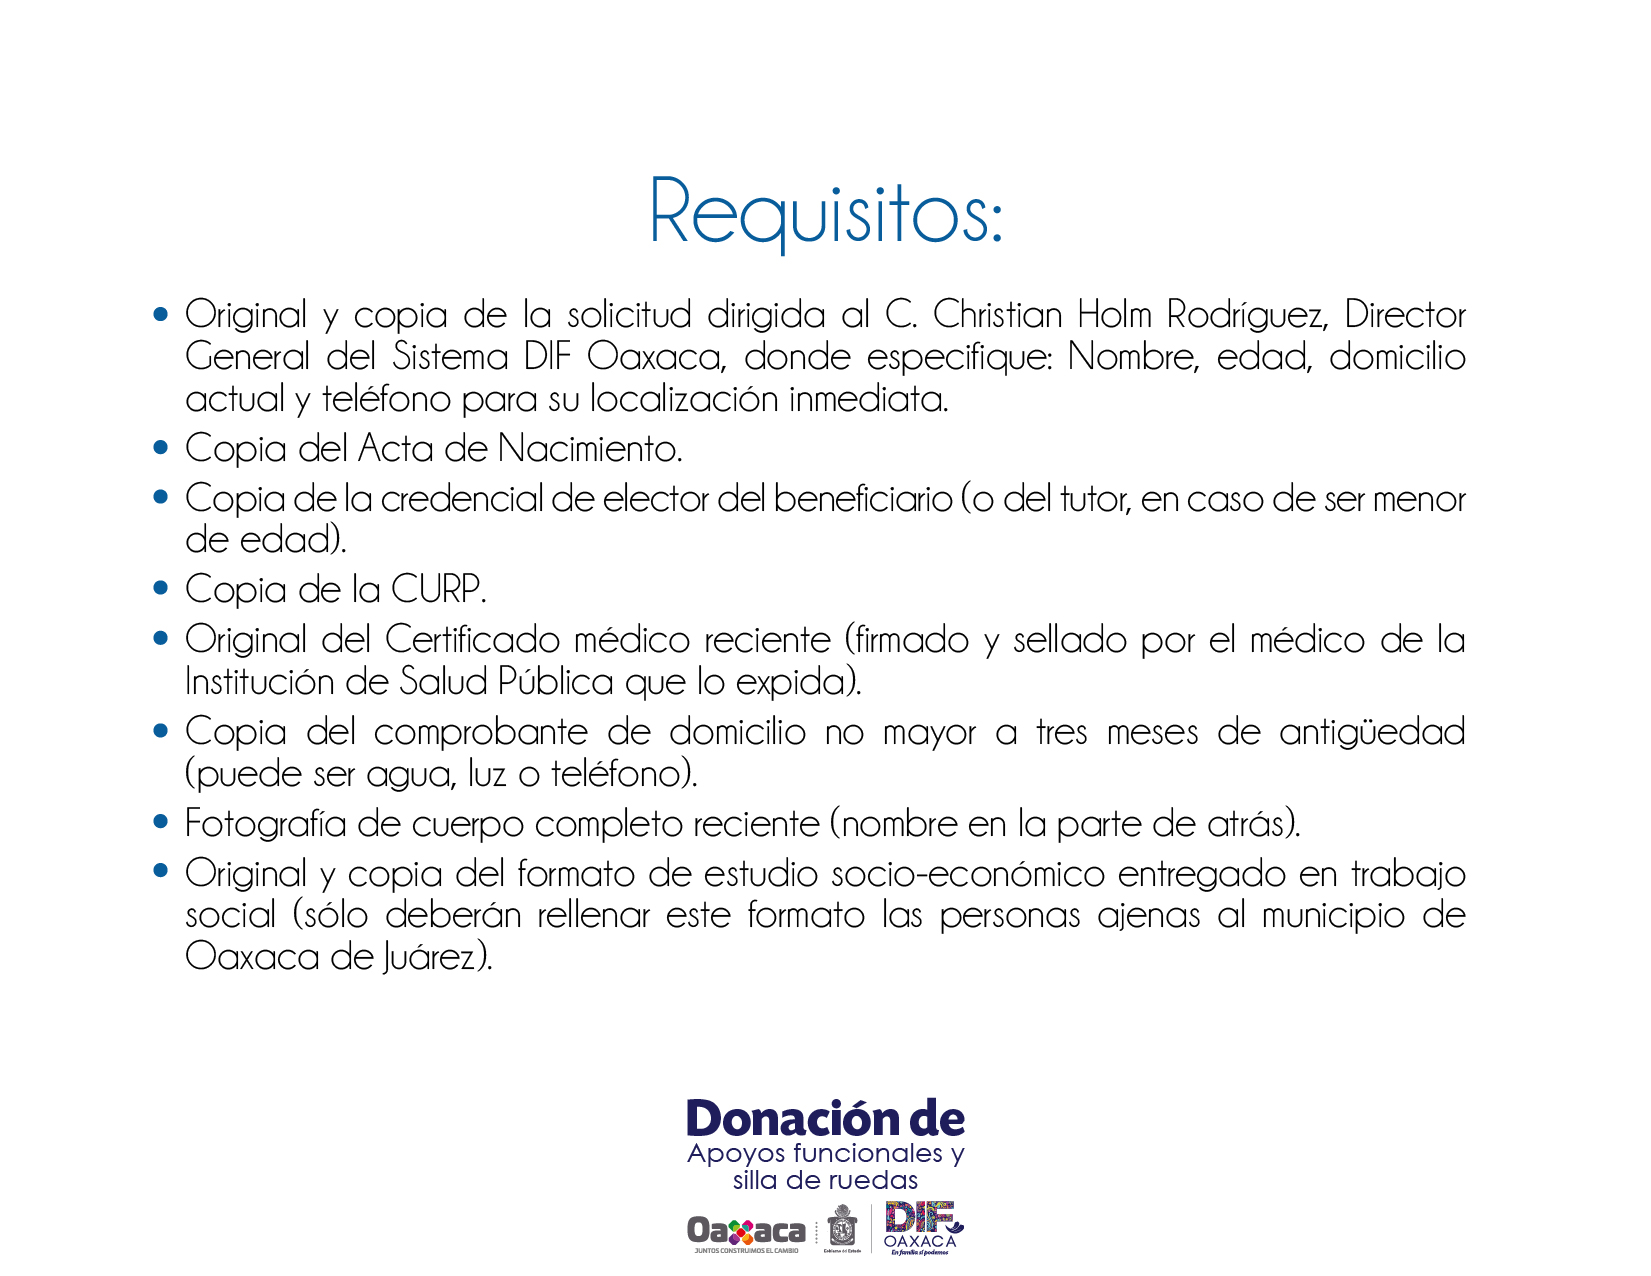 Requisitos:
• Original y copia de la solicitud dirigida al C. Christian Holm Rodríguez, Director
General del Sistema DIF Oaxaca, donde especifique: Nombre, edad, domicilio
actual y teléfono para su localización inmediata.
• Copia del Acta de Nacimiento.
• Copia de la credencial de elector del beneficiario (o del tutor, en caso de ser menor
de edad).
• Copia de la CURP.
• Original del Certificado médico reciente (firmado y sellado por el médico de la
Institución de Salud Pública que lo expida).
• Copia del comprobante de domicilio no mayor a tres meses de antigüedad
(puede ser agua, luz o teléfono).
• Fotografía de cuerpo completo reciente (nombre en la parte de atrás).
• Original y copia del formato de estudio socio-económico entregado en trabajo
social (sólo deberán rellenar este formato las personas ajenas al municipio de
Oaxaca de Juárez).
Donación de
Apoyos funcionales y
silla de ruedas
Oaxaca
JUNTOS CONSTRUIMOS EL CAMBIO
Gobierno del Estado
DIF
OAXACA
En familia sí podemos